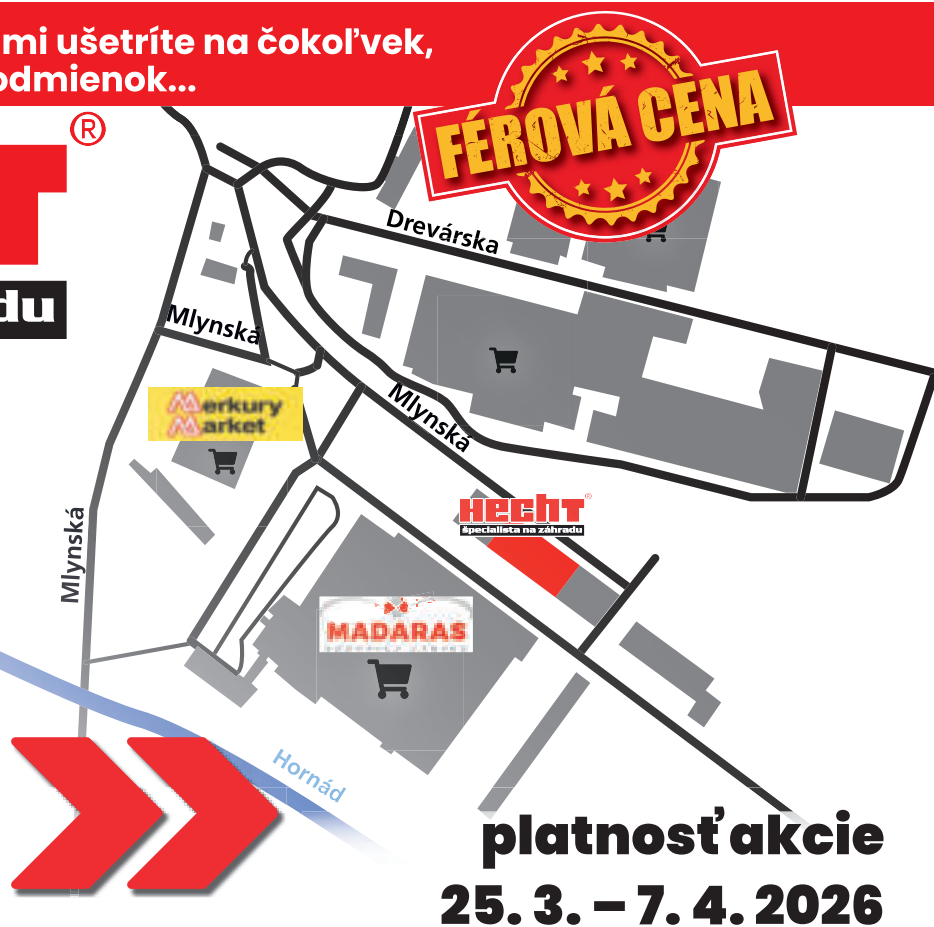 mi ušetríte na čokoľvek,
odmienok...
FÉROVÁ CENA
®
T
du
Drevárska
Mlynská
Merkury
Market
Mlynská
Mlynská
HECHT®
špecialista na záhradu
MADARAS
Hornád
platnosť akcie
25. 3. – 7. 4. 2026